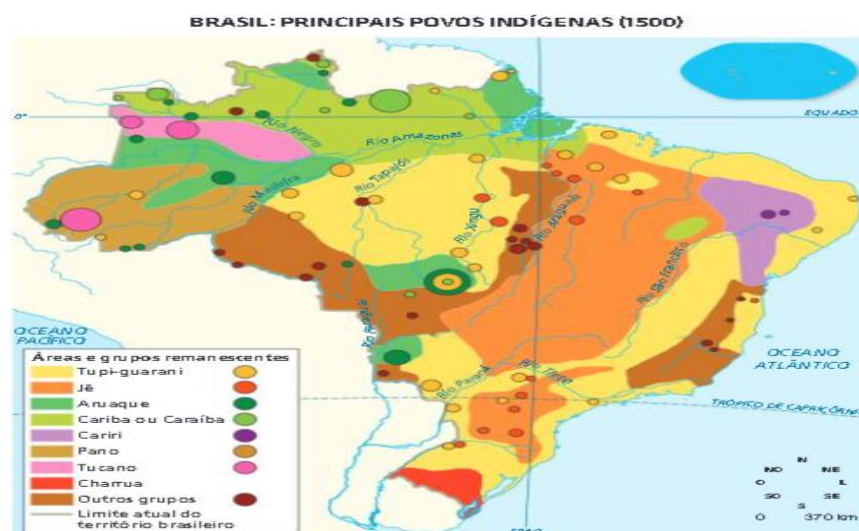 BRASIL: PRINCIPAIS POVOS INDÍGENAS (1500)
0°
EQUADOR
Rio Negro
Rio Amazonas
Rio Madeira
Rio Tapajós
Rio Xingu
Rio Araguaia
Rio São Francisco
Rio Paraguai
Rio Paraná
Rio Tietê
OCEANO
PACÍFICO
OCEANO
ATLÂNTICO
TRÓPICO DE CAPRICÓRNIO
Áreas e grupos remanescentes
Tupi-guarani
Jê
Aruaque
Cariba ou Caraíba
Cariri
Pano
Tucano
Charrua
Outros grupos
Limite atual do
território brasileiro
N
NO NE
O L
SO SE
S
0 370 km